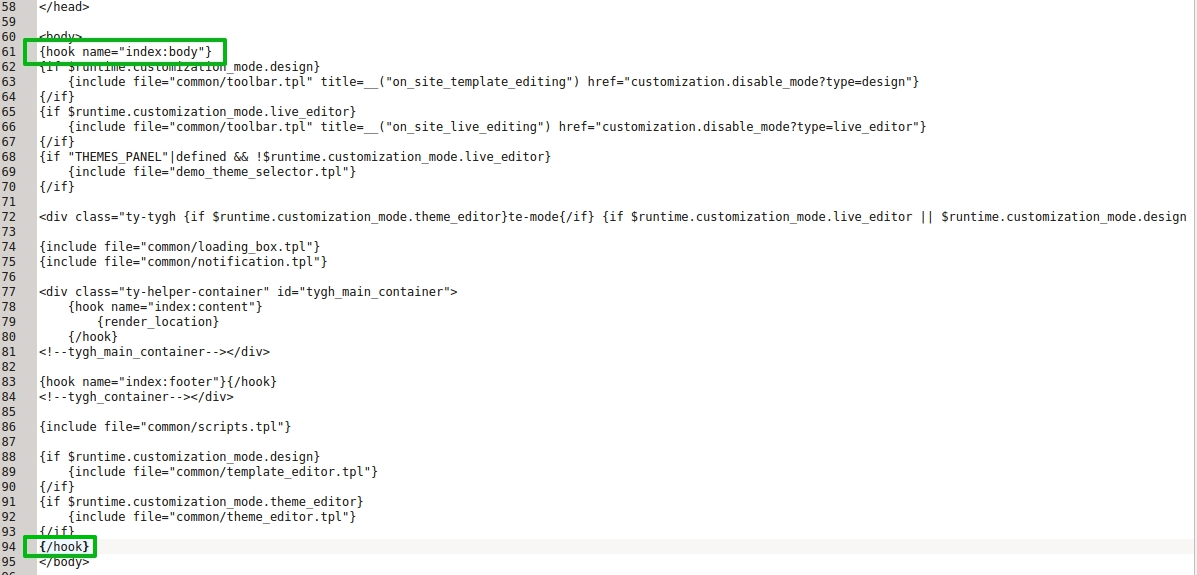 58 </head>
59
60 <body>
61 {hook name="index:body"}
62 {if $runtime.customization_mode.design}
63     {include file="common/toolbar.tpl" title=__("on_site_template_editing") href="customization.disable_mode?type=design"}
64 {/if}
65 {if $runtime.customization_mode.live_editor}
66     {include file="common/toolbar.tpl" title=__("on_site_live_editing") href="customization.disable_mode?type=live_editor"}
67 {/if}
68 {if "THEMES_PANEL"|defined && !$runtime.customization_mode.live_editor}
69     {include file="demo_theme_selector.tpl"}
70 {/if}
71
72 <div class="ty-tygh {if $runtime.customization_mode.theme_editor}te-mode{/if} {if $runtime.customization_mode.live_editor || $runtime.customization_mode.design
73
74 {include file="common/loading_box.tpl"}
75 {include file="common/notification.tpl"}
76
77 <div class="ty-helper-container" id="tygh_main_container">
78     {hook name="index:content"}
79         {render_location}
80     {/hook}
81 <!--tygh_main_container--></div>
82
83 {hook name="index:footer"}{/hook}
84 <!--tygh_container--></div>
85
86 {include file="common/scripts.tpl"}
87
88 {if $runtime.customization_mode.design}
89     {include file="common/template_editor.tpl"}
90 {/if}
91 {if $runtime.customization_mode.theme_editor}
92     {include file="common/theme_editor.tpl"}
93 {/if}
94 {/hook}
95 </body>